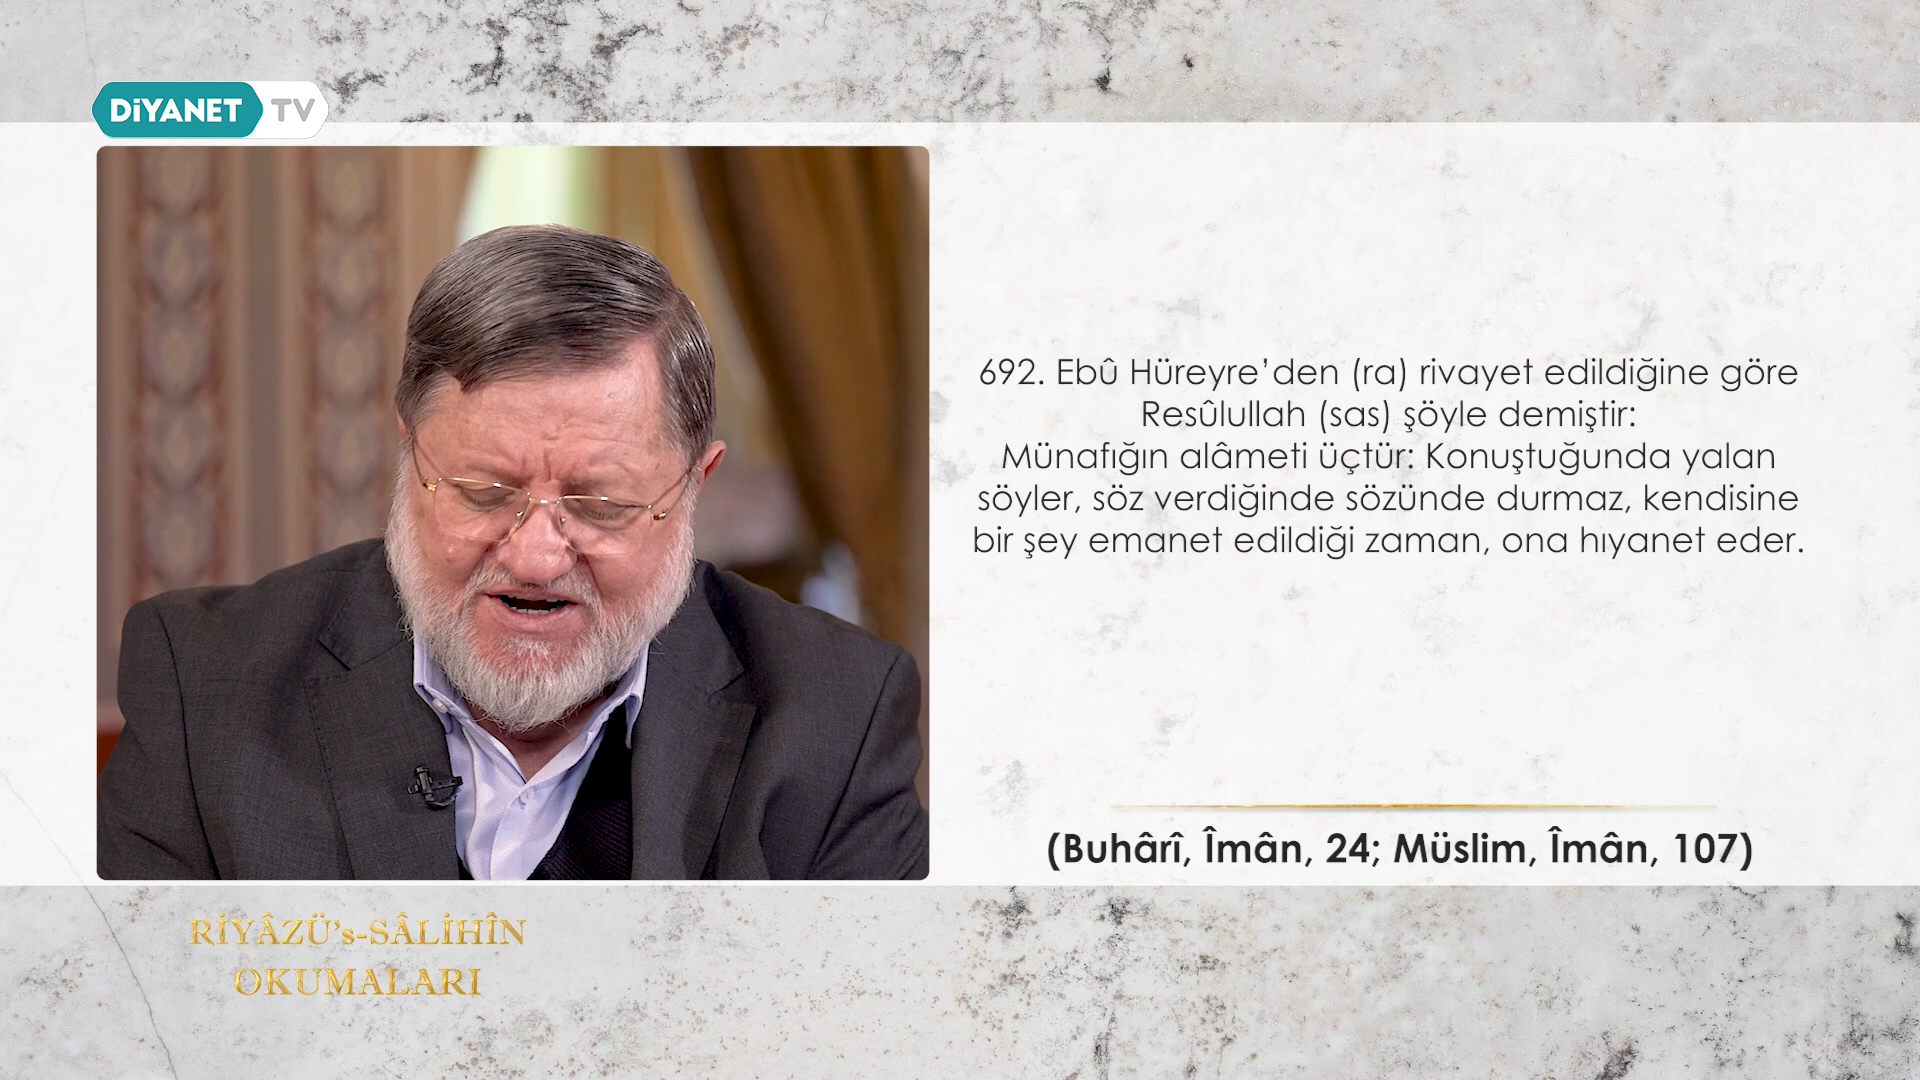 DİYANET TV
692. Ebû Hüreyre’den (ra) rivayet edildiğine göre
Resûlullah (sas) şöyle demiştir:
Münafığın alâmeti üçtür: Konuştuğunda yalan
söyler, söz verdiğinde sözünde durmaz, kendisine
bir şey emanet edildiği zaman, ona hıyanet eder.
(Buhârî, Îmân, 24; Müslim, Îmân, 107)
RİYÂZÜ’s-SÂLİHÎN
OKUMALARI